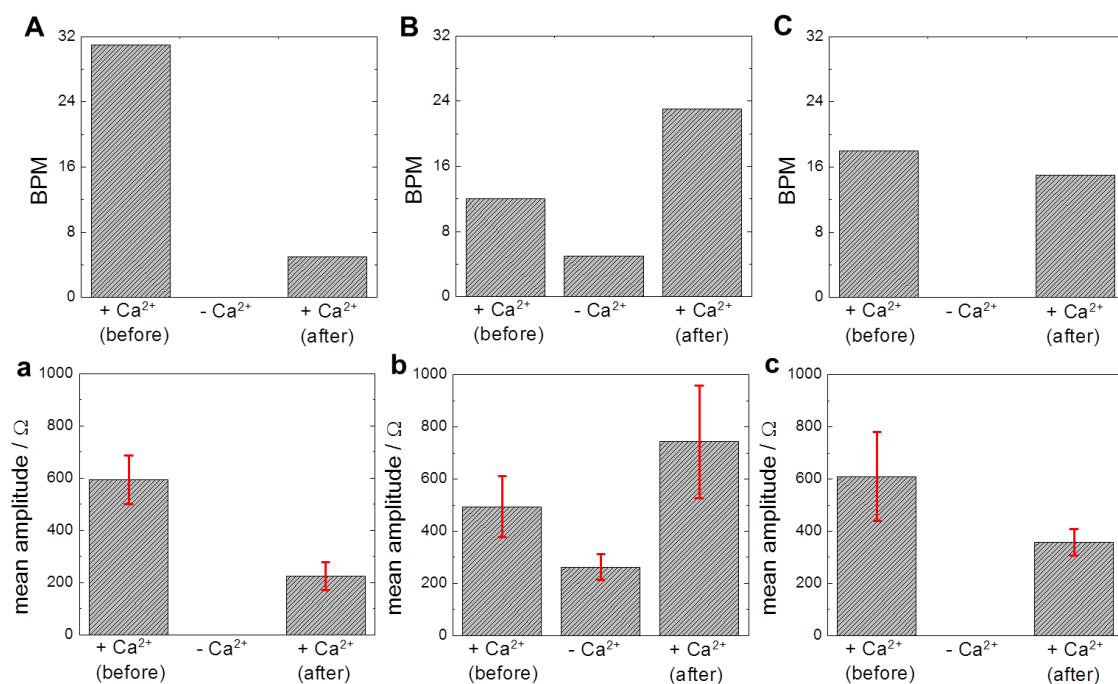 A
BPM
32
24
16
8
0
+ Ca²⁺ - Ca²⁺ + Ca²⁺
(before) (after)
B
BPM
32
24
16
8
0
+ Ca²⁺ - Ca²⁺ + Ca²⁺
(before) (after)
C
BPM
32
24
16
8
0
+ Ca²⁺ - Ca²⁺ + Ca²⁺
(before) (after)
a
mean amplitude / Ω
1000
800
600
400
200
0
+ Ca²⁺ - Ca²⁺ + Ca²⁺
(before) (after)
b
mean amplitude / Ω
1000
800
600
400
200
0
+ Ca²⁺ - Ca²⁺ + Ca²⁺
(before) (after)
c
mean amplitude / Ω
1000
800
600
400
200
0
+ Ca²⁺ - Ca²⁺ + Ca²⁺
(before) (after)